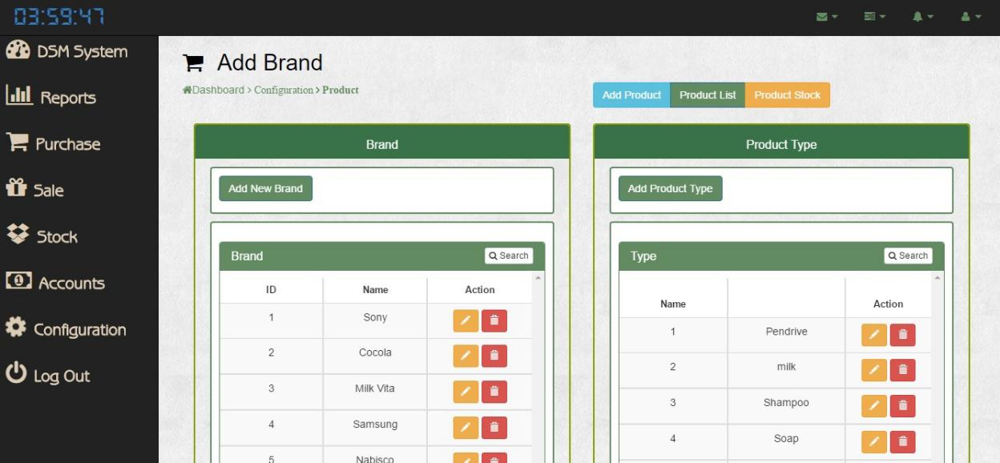 03:59:47
DSM System
Reports
Purchase
Sale
Stock
Accounts
Configuration
Log Out
Add Brand
Dashboard > Configuration > Product
Add Product Product List Product Stock
Brand
Add New Brand
Brand Search
ID Name Action
1 Sony
2 Cocola
3 Milk Vita
4 Samsung
5 Nabisco
Product Type
Add Product Type
Type Search
Name Action
1 Pendrive
2 milk
3 Shampoo
4 Soap